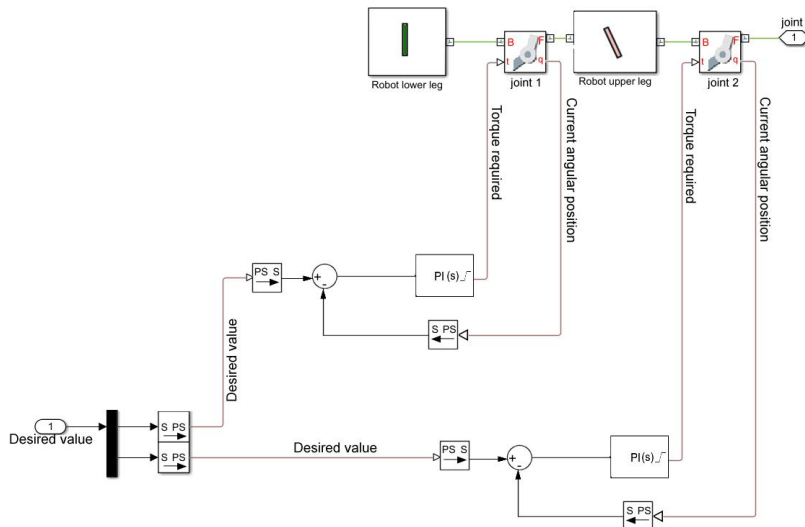 joint
1
B
F
t
q
B
F
t
q
Robot lower leg
joint 1
Robot upper leg
joint 2
Torque required
Current angular position
Torque required
Current angular position
PS S
+
-
PI(s)
S PS
Desired value
1
Desired value
S PS
S PS
Desired value
PS S
+
-
PI(s)
S PS